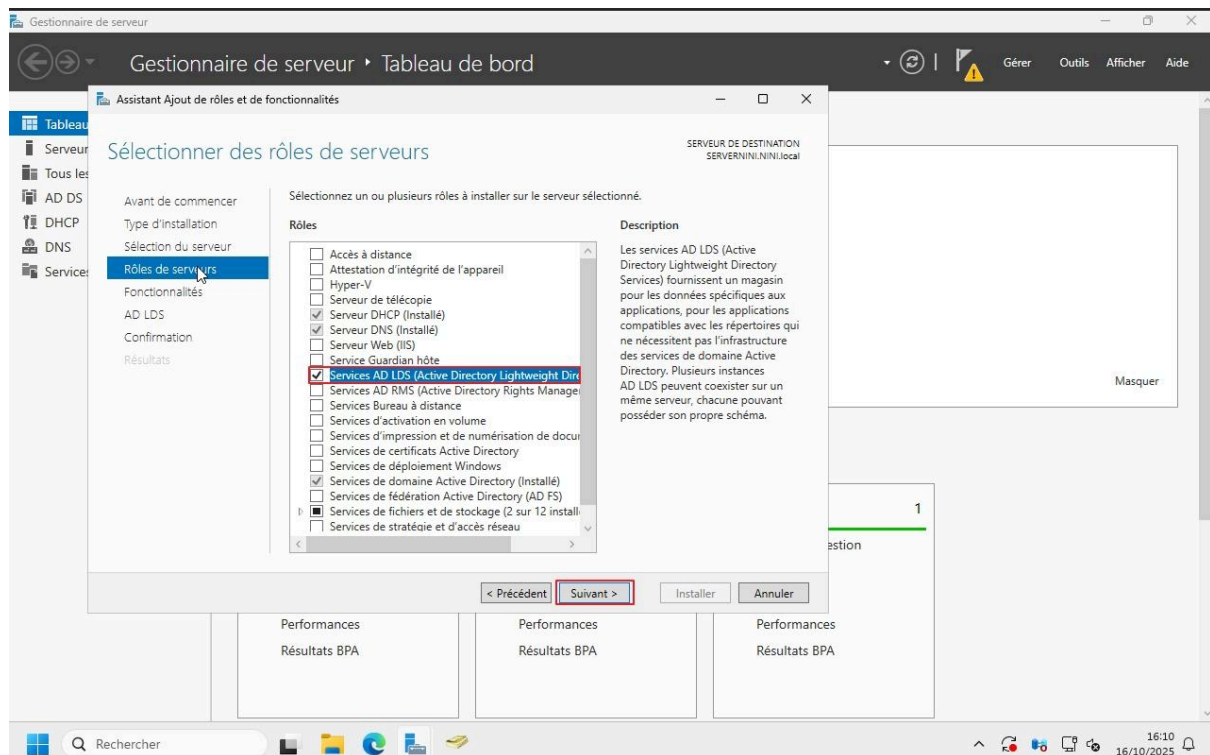 Gestionnaire de serveur
Gestionnaire de serveur ‣ Tableau de bord
Gérer Outils Afficher Aide
Assistant Ajout de rôles et de fonctionnalités
Tableau
Serveur
Tous les
AD DS
DHCP
DNS
Services
Sélectionner des rôles de serveurs
SERVEUR DE DESTINATION
SERVERNINI.NINI.local
Avant de commencer
Type d'installation
Sélection du serveur
Rôles de serveurs
Fonctionnalités
AD LDS
Confirmation
Résultats
Sélectionnez un ou plusieurs rôles à installer sur le serveur sélectionné.
Rôles
Accès à distance
Attestation d'intégrité de l'appareil
Hyper-V
Serveur de télécopie
Serveur DHCP (Installé)
Serveur DNS (Installé)
Serveur Web (IIS)
Service Guardian hôte
Services AD LDS (Active Directory Lightweight Dire
Services AD RMS (Active Directory Rights Manage
Services Bureau à distance
Services d'activation en volume
Services d'impression et de numérisation de docu
Services de certificats Active Directory
Services de déploiement Windows
Services de domaine Active Directory (Installé)
Services de fédération Active Directory (AD FS)
Services de fichiers et de stockage (2 sur 12 install
Services de stratégie et d'accès réseau
Description
Les services AD LDS (Active
Directory Lightweight Directory
Services) fournissent un magasin
pour les données spécifiques aux
applications, pour les applications
compatibles avec les répertoires qui
ne nécessitent pas l'infrastructure
des services de domaine Active
Directory. Plusieurs instances
AD LDS peuvent coexister sur un
même serveur, chacune pouvant
posséder son propre schéma.
< Précédent Suivant > Installer Annuler
Masquer
1
estion
Performances Performances Performances
Résultats BPA Résultats BPA Résultats BPA
Rechercher
16:10
16/10/2025